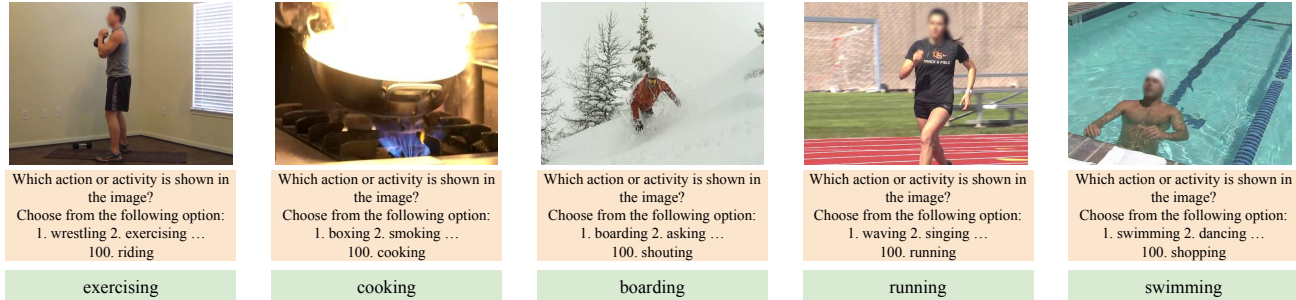 OS
TRACK & FIELD
Which action or activity is shown in
the image?
Choose from the following option:
1. wrestling 2. exercising …
100. riding
exercising
Which action or activity is shown in
the image?
Choose from the following option:
1. boxing 2. smoking …
100. cooking
cooking
Which action or activity is shown in
the image?
Choose from the following option:
1. boarding 2. asking …
100. shouting
boarding
Which action or activity is shown in
the image?
Choose from the following option:
1. waving 2. singing …
100. running
running
Which action or activity is shown in
the image?
Choose from the following option:
1. swimming 2. dancing …
100. shopping
swimming